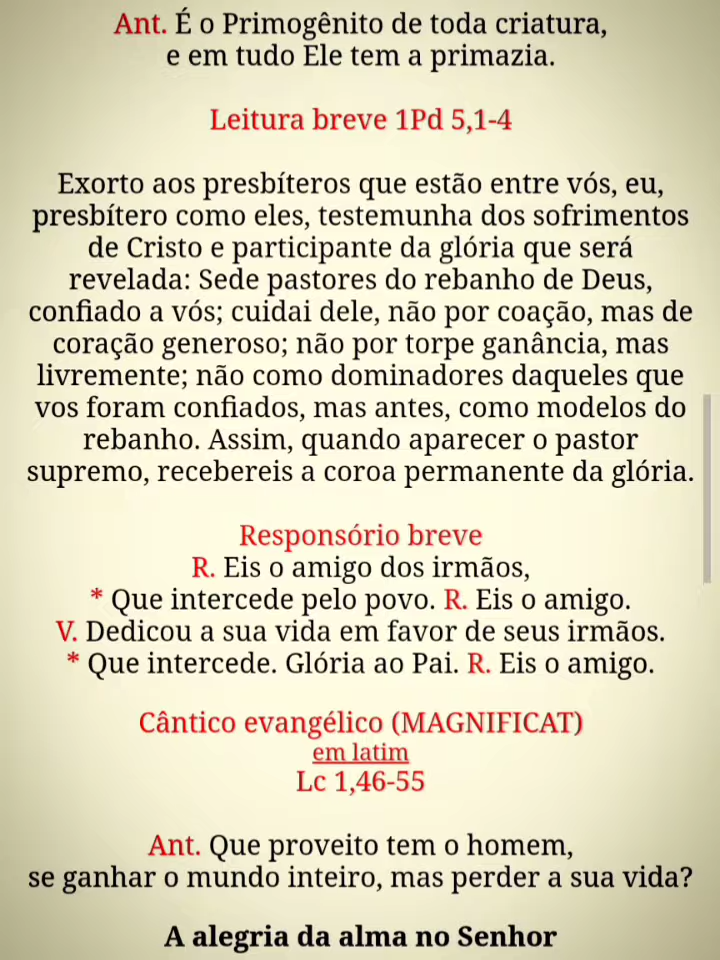 Ant. É o Primogênito de toda criatura,
e em tudo Ele tem a primazia.
Leitura breve 1Pd 5,1-4
Exorto aos presbíteros que estão entre vós, eu,
presbítero como eles, testemunha dos sofrimentos
de Cristo e participante da glória que será
revelada: Sede pastores do rebanho de Deus,
confiado a vós; cuidai dele, não por coação, mas de
coração generoso; não por torpe ganância, mas
livremente; não como dominadores daqueles que
vos foram confiados, mas antes, como modelos do
rebanho. Assim, quando aparecer o pastor
supremo, recebereis a coroa permanente da glória.
Responsório breve
R. Eis o amigo dos irmãos,
* Que intercede pelo povo. R. Eis o amigo.
V. Dedicou a sua vida em favor de seus irmãos.
* Que intercede. Glória ao Pai. R. Eis o amigo.
Cântico evangélico (MAGNIFICAT)
em latim
Lc 1,46-55
Ant. Que proveito tem o homem,
se ganhar o mundo inteiro, mas perder a sua vida?
A alegria da alma no Senhor